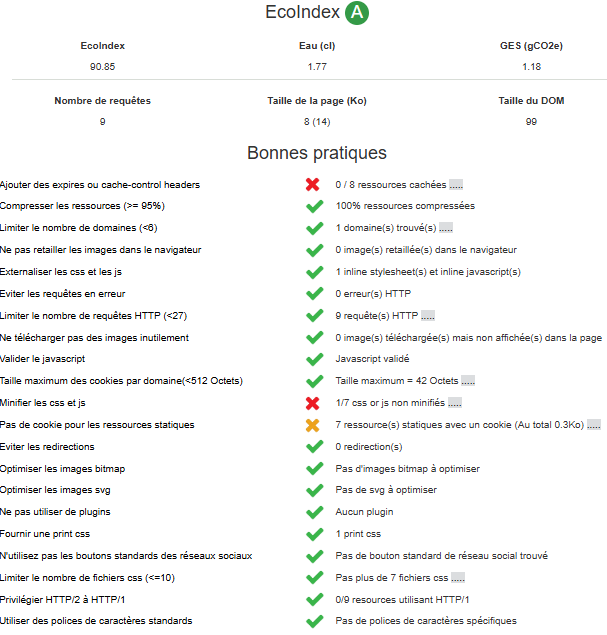 EcoIndex A
EcoIndex Eau (cl) GES (gCO2e)
90.85 1.77 1.18
Nombre de requêtes Taille de la page (Ko) Taille du DOM
9 8 (14) 99
Bonnes pratiques
Ajouter des expires ou cache-control headers 0 / 8 ressources cachées .....
Compresser les ressources (>= 95%) 100% ressources compressées
Limiter le nombre de domaines (<6) 1 domaine(s) trouvé(s) .....
Ne pas retailler les images dans le navigateur 0 image(s) retaillée(s) dans le navigateur
Externaliser les css et les js 1 inline stylesheet(s) et inline javascript(s)
Eviter les requêtes en erreur 0 erreur(s) HTTP
Limiter le nombre de requêtes HTTP (<27) 9 requête(s) HTTP .....
Ne télécharger pas des images inutilement 0 image(s) téléchargée(s) mais non affichée(s) dans la page
Valider le javascript Javascript validé
Taille maximum des cookies par domaine(<512 Octets) Taille maximum = 42 Octets .....
Minifier les css et js 1/7 css or js non minifiés .....
Pas de cookie pour les ressources statiques 7 ressource(s) statiques avec un cookie (Au total 0.3Ko) .....
Eviter les redirections 0 redirection(s)
Optimiser les images bitmap Pas d'images bitmap à optimiser
Optimiser les images svg Pas de svg à optimiser
Ne pas utiliser de plugins Aucun plugin
Fournir une print css 1 print css
N'utilisez pas les boutons standards des réseaux sociaux Pas de bouton standard de réseau social trouvé
Limiter le nombre de fichiers css (<=10) Pas plus de 7 fichiers css .....
Privilégier HTTP/2 à HTTP/1 0/9 resources utilisant HTTP/1
Utiliser des polices de caractères standards Pas de polices de caractères spécifiques